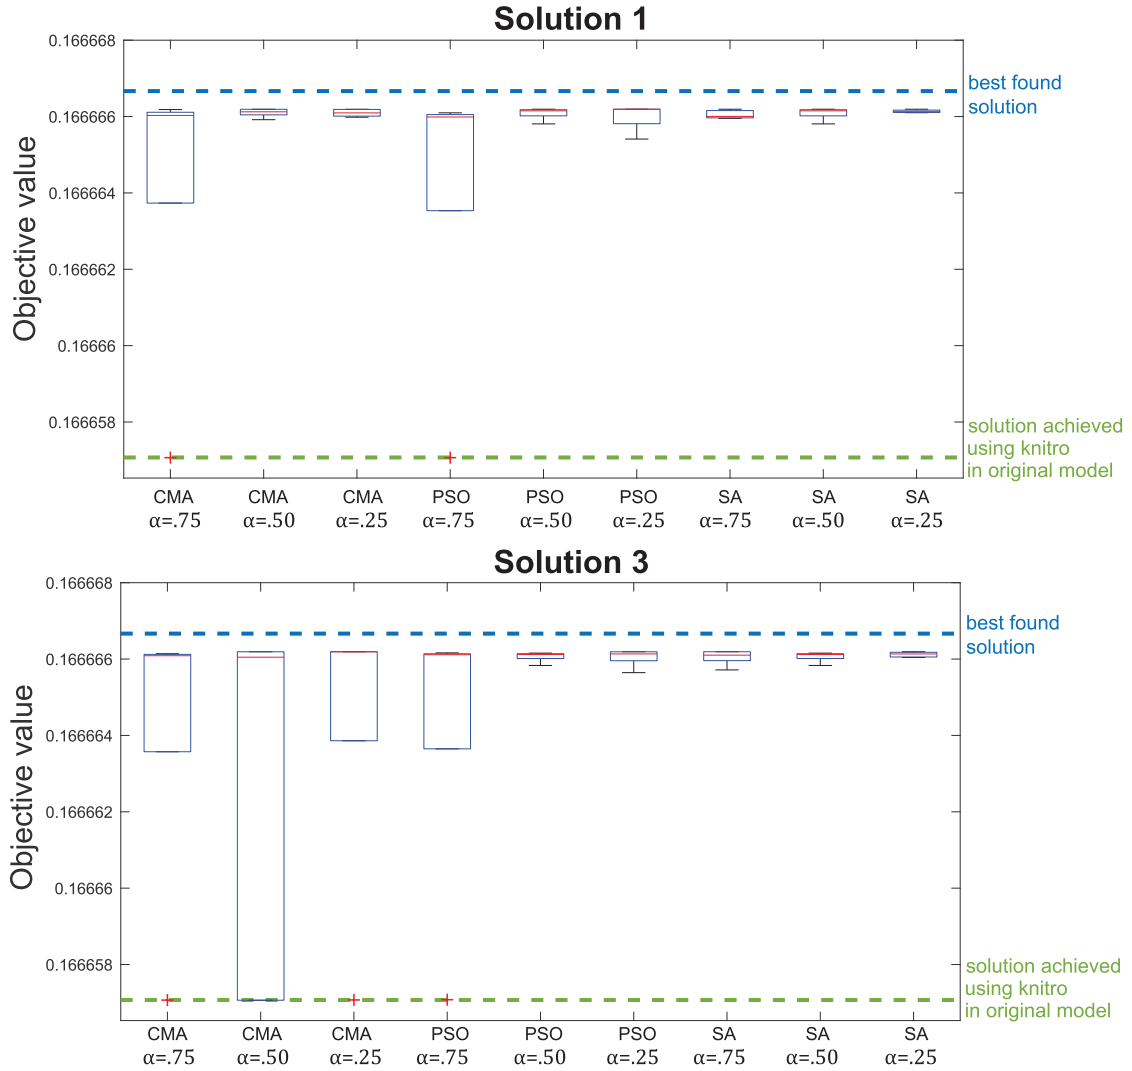 Solution 1
Objective value
0.166668
0.166666
0.166664
0.166662
0.16666
0.166658
best found
solution
solution achieved
using knitro
in original model
CMA CMA CMA PSO PSO PSO SA SA SA
α=.75 α=.50 α=.25 α=.75 α=.50 α=.25 α=.75 α=.50 α=.25
Solution 3
Objective value
0.166668
0.166666
0.166664
0.166662
0.16666
0.166658
best found
solution
solution achieved
using knitro
in original model
CMA CMA CMA PSO PSO PSO SA SA SA
α=.75 α=.50 α=.25 α=.75 α=.50 α=.25 α=.75 α=.50 α=.25